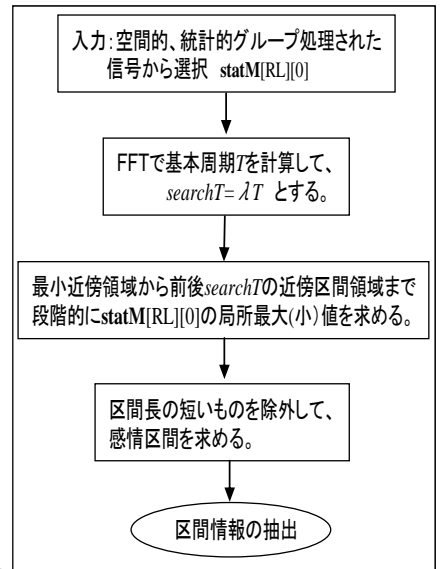 入力:空間的、統計的グループ処理された
信号から選択 statM[RL][0]
FFTで基本周期Tを計算して、
searchT=λT とする。
最小近傍領域から前後searchTの近傍区間領域まで
段階的にstatM[RL][0]の局所最大(小)値を求める。
区間長の短いものを除外して、
感情区間を求める。
区間情報の抽出